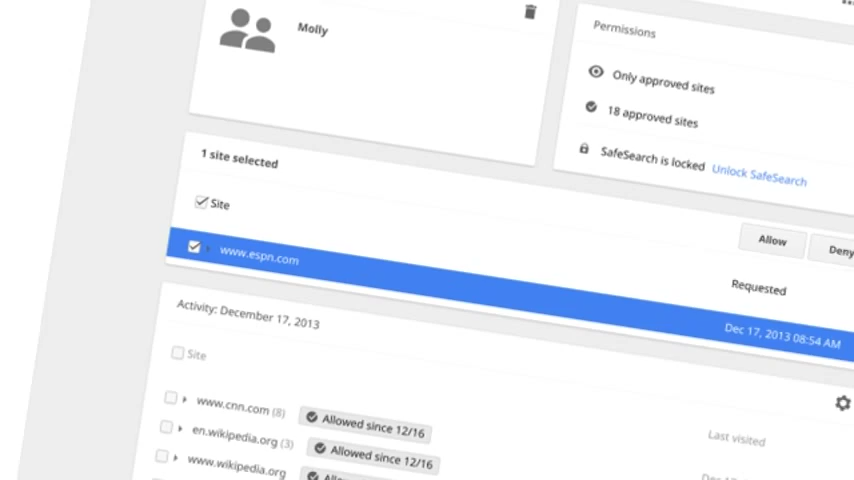 Molly
Permissions
Only approved sites
18 approved sites
SafeSearch is locked Unlock SafeSearch
1 site selected
Site
Allow
Deny
Requested
www.espn.com
Dec 17, 2013 08:54 AM
Activity: December 17, 2013
Site
Last visited
www.cnn.com (8) Allowed since 12/16
en.wikipedia.org (3) Allowed since 12/16
www.wikipedia.org